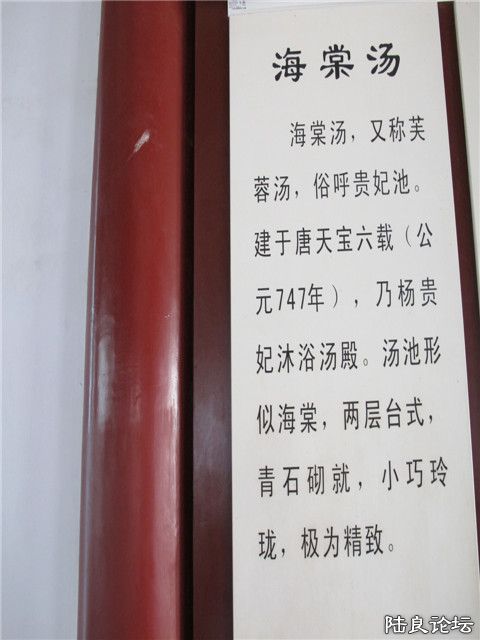 海棠汤
海棠汤，又称芙
蓉汤，俗呼贵妃池。
建于唐天宝六载（公
元747年），乃杨贵
妃沐浴汤殿。汤池形
似海棠，两层台式，
青石砌就，小巧玲
珑，极为精致。
陆良论坛